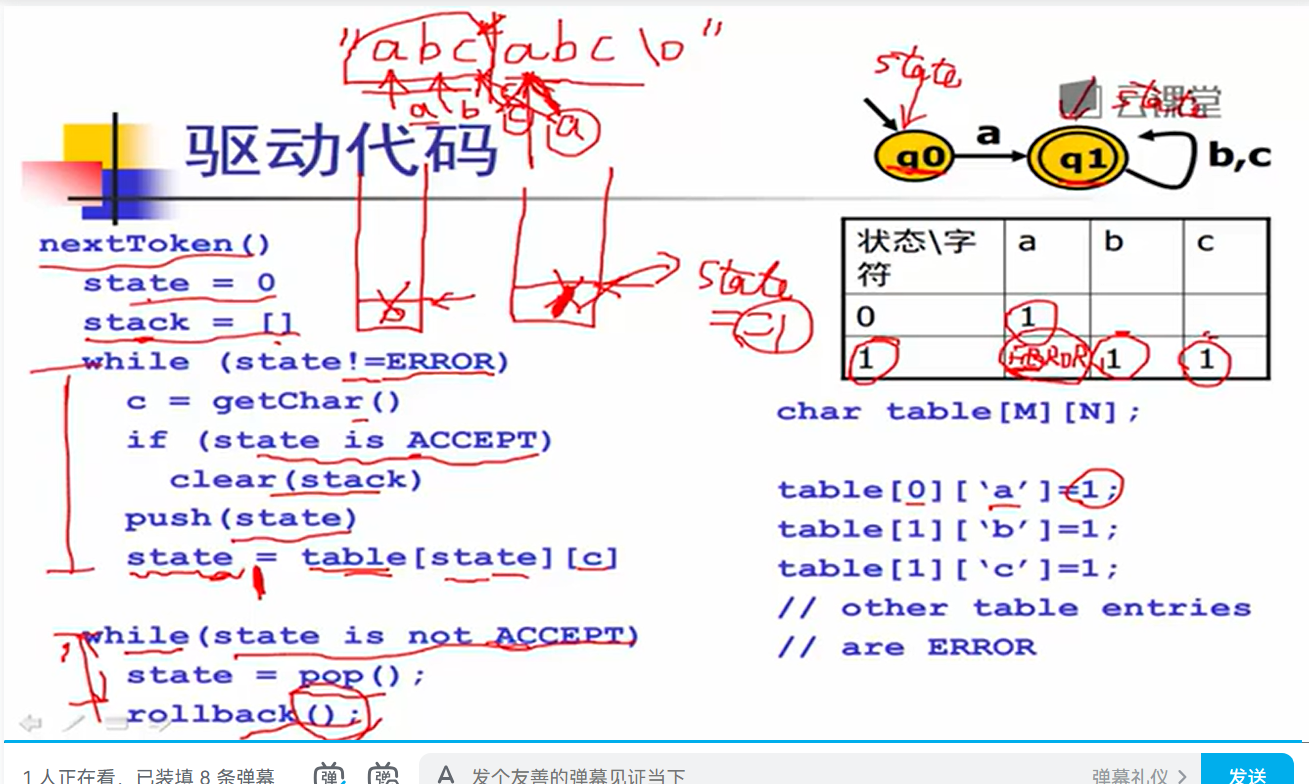 "abcabc\0"
a b c a
state
state
云课堂
驱动代码
q0
a
q1
b,c
nextToken()
state = 0
stack = []
while (state!=ERROR)
c = getChar()
if (state is ACCEPT)
clear(stack)
push(state)
state = table[state][c]
while(state is not ACCEPT)
state = pop();
rollback();
state
=1
状态\字符 a b c
0 1
1 ERROR 1 1
char table[M][N];
table[0][‘a’]=1;
table[1][‘b’]=1;
table[1][‘c’]=1;
// other table entries
// are ERROR
1 人正在看，已装填 8 条弹幕
弹
弹
A
发个友善的弹幕见证当下
弹幕礼仪 >
发送